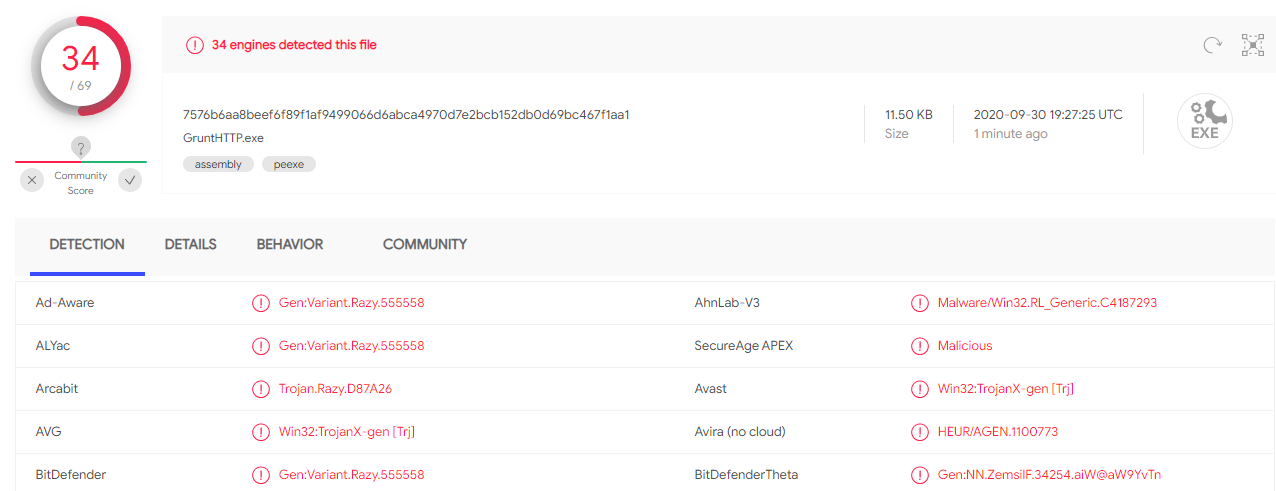 34
/ 69
?
Community
Score
34 engines detected this file
7576b6aa8beef6f89f1af9499066d6abca4970d7e2bcb152db0d69bc467f1aa1
GruntHTTP.exe
assembly peexe
11.50 KB
Size
2020-09-30 19:27:25 UTC
1 minute ago
EXE
DETECTION DETAILS BEHAVIOR COMMUNITY
Ad-Aware ! Gen:Variant.Razy.555558 AhnLab-V3 ! Malware/Win32.RL_Generic.C4187293
ALYac ! Gen:Variant.Razy.555558 SecureAge APEX ! Malicious
Arcabit ! Trojan.Razy.D87A26 Avast ! Win32:TrojanX-gen [Trj]
AVG ! Win32:TrojanX-gen [Trj] Avira (no cloud) ! HEUR/AGEN.1100773
BitDefender ! Gen:Variant.Razy.555558 BitDefenderTheta ! Gen:NN.ZemsilF.34254.aiW@aW9YvTn